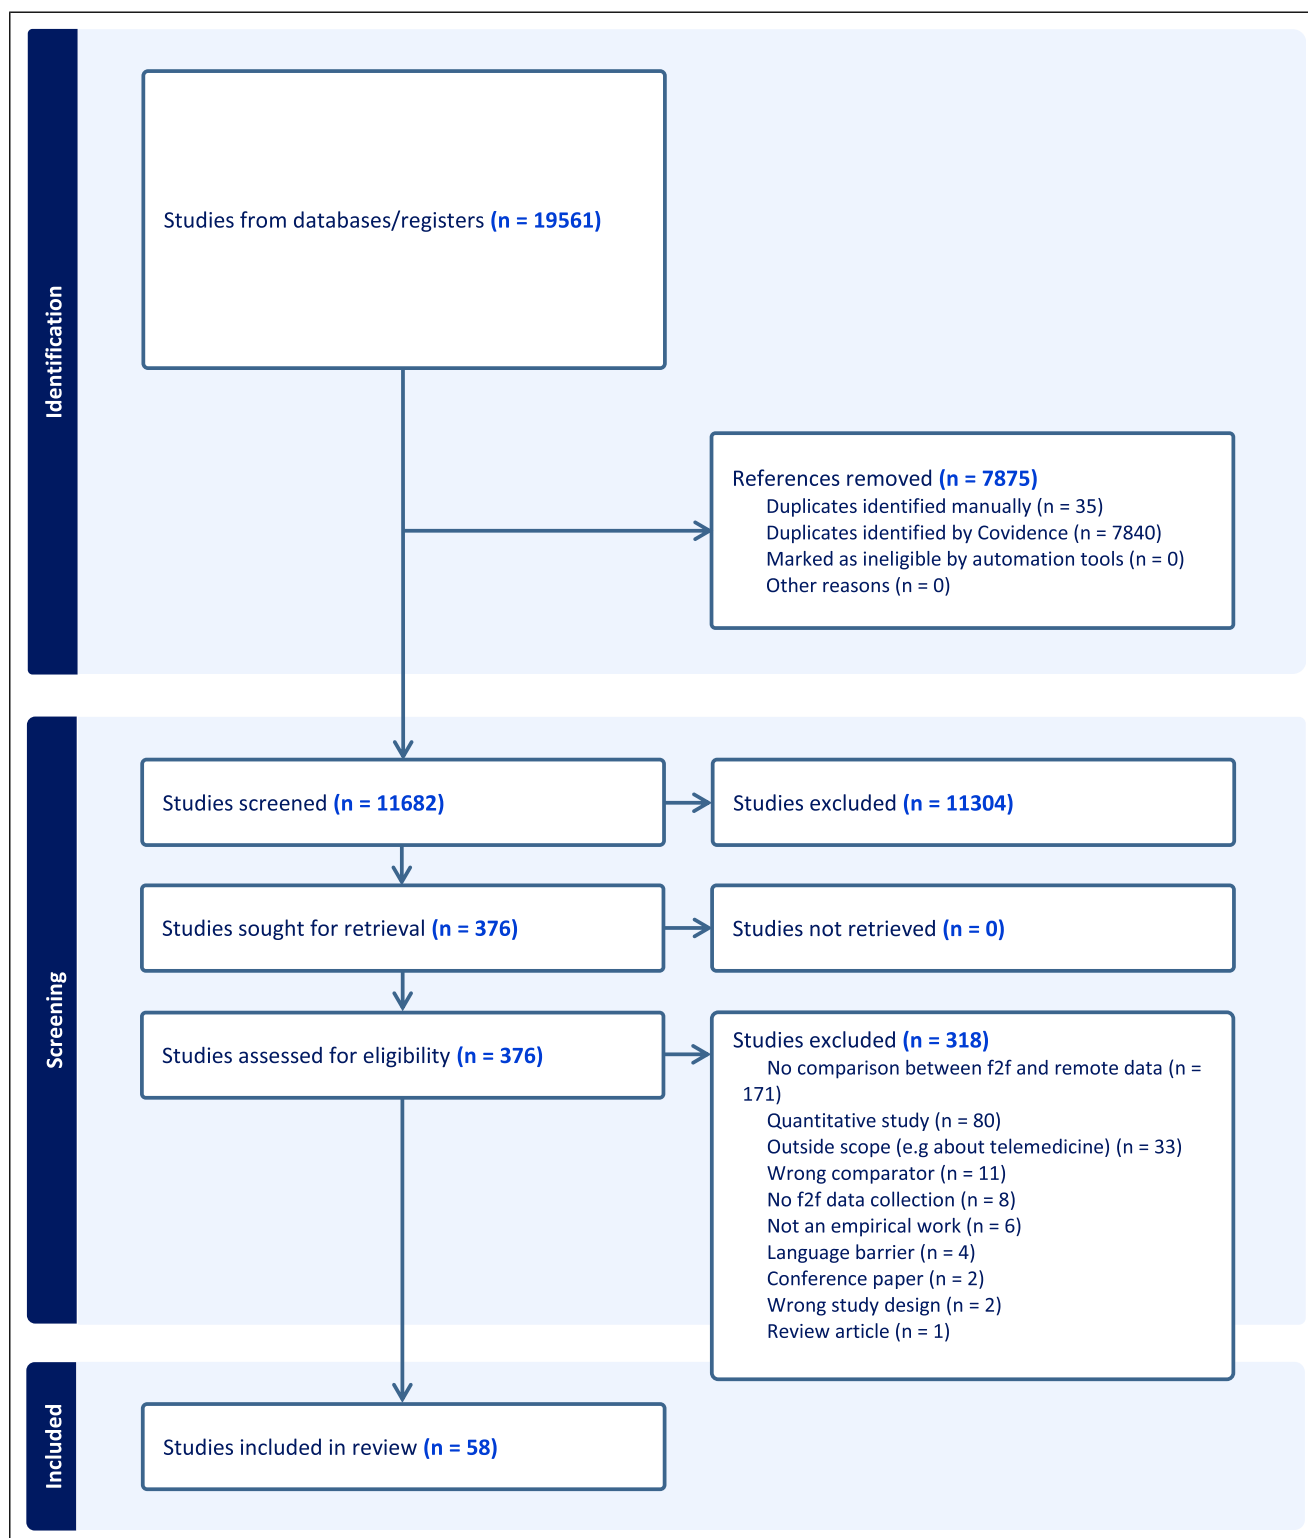 Identification
Studies from databases/registers (n = 19561)
References removed (n = 7875)
Duplicates identified manually (n = 35)
Duplicates identified by Covidence (n = 7840)
Marked as ineligible by automation tools (n = 0)
Other reasons (n = 0)
Screening
Studies screened (n = 11682)
Studies excluded (n = 11304)
Studies sought for retrieval (n = 376)
Studies not retrieved (n = 0)
Studies assessed for eligibility (n = 376)
Studies excluded (n = 318)
No comparison between f2f and remote data (n =
171)
Quantitative study (n = 80)
Outside scope (e.g about telemedicine) (n = 33)
Wrong comparator (n = 11)
No f2f data collection (n = 8)
Not an empirical work (n = 6)
Language barrier (n = 4)
Conference paper (n = 2)
Wrong study design (n = 2)
Review article (n = 1)
Included
Studies included in review (n = 58)